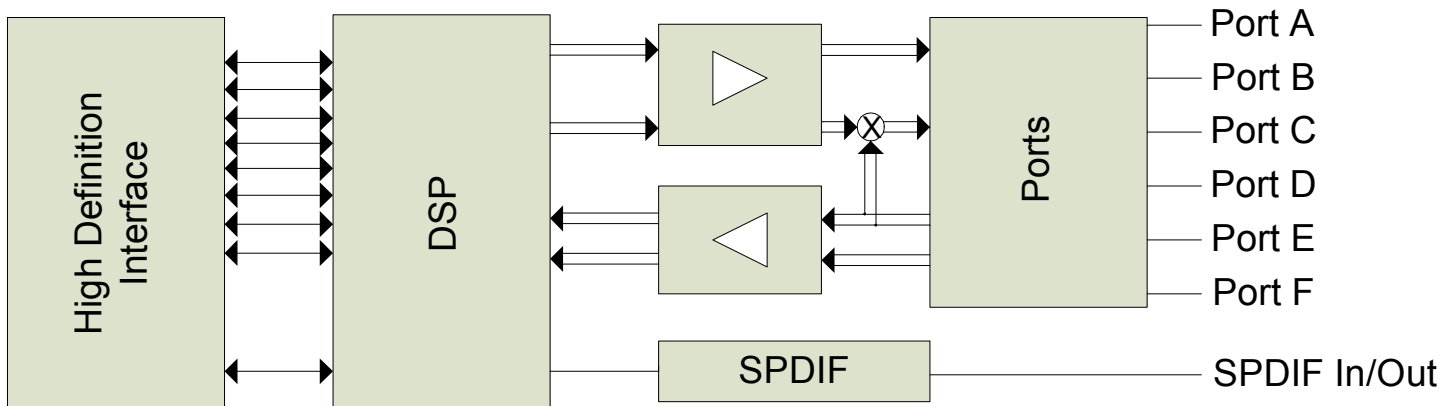 High Definition
Interface
DSP
Ports
Port A
Port B
Port C
Port D
Port E
Port F
X
SPDIF
SPDIF In/Out